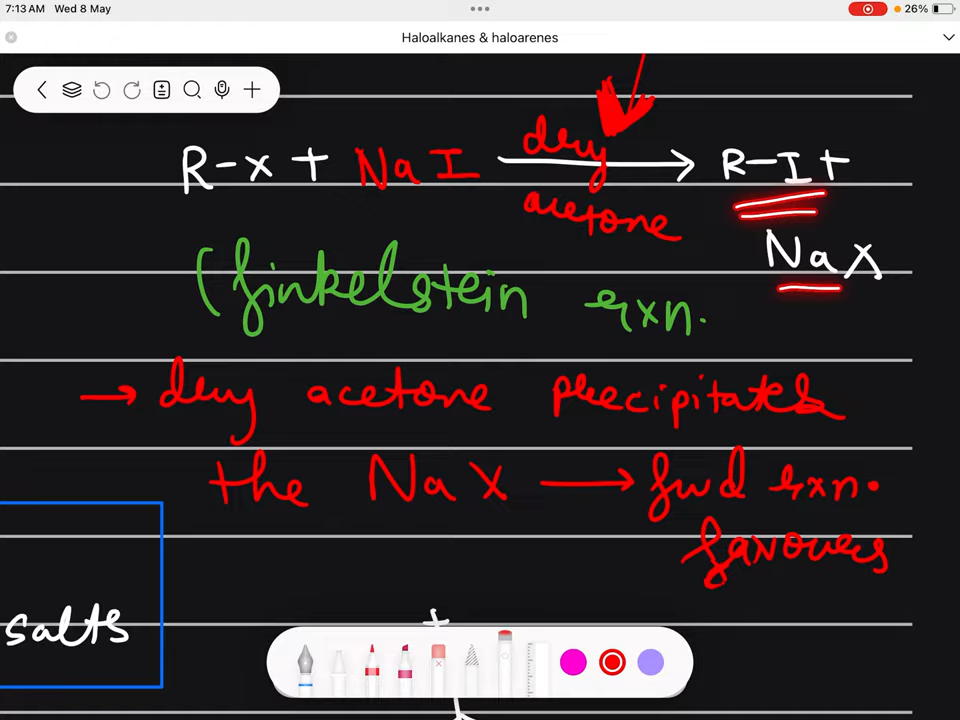 7:13 AM Wed 8 May
26%
Haloalkanes & haloarenes
R-X + NaI dry acetone → R-I +
NaX
(finkelstein rxn.
→ dry acetone precipitates
the NaX → fwd rxn.
favours
salts
+